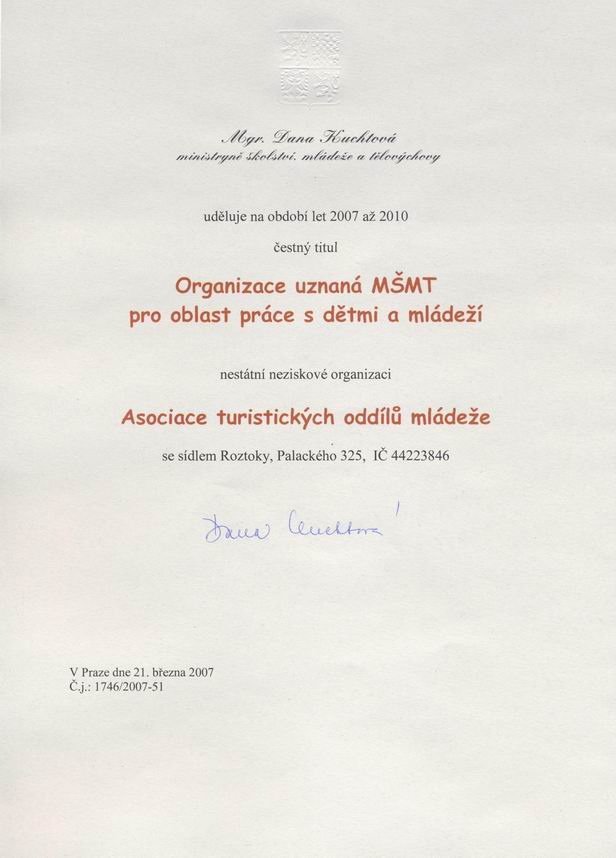 Mgr. Dana Kuchtová
ministryně školství, mládeže a tělovýchovy
uděluje na období let 2007 až 2010
čestný titul
Organizace uznaná MŠMT
pro oblast práce s dětmi a mládeží
nestátní neziskové organizaci
Asociace turistických oddílů mládeže
se sídlem Roztoky, Palackého 325, IČ 44223846
Dana Kuchtová
V Praze dne 21. března 2007
Č.j.: 1746/2007-51